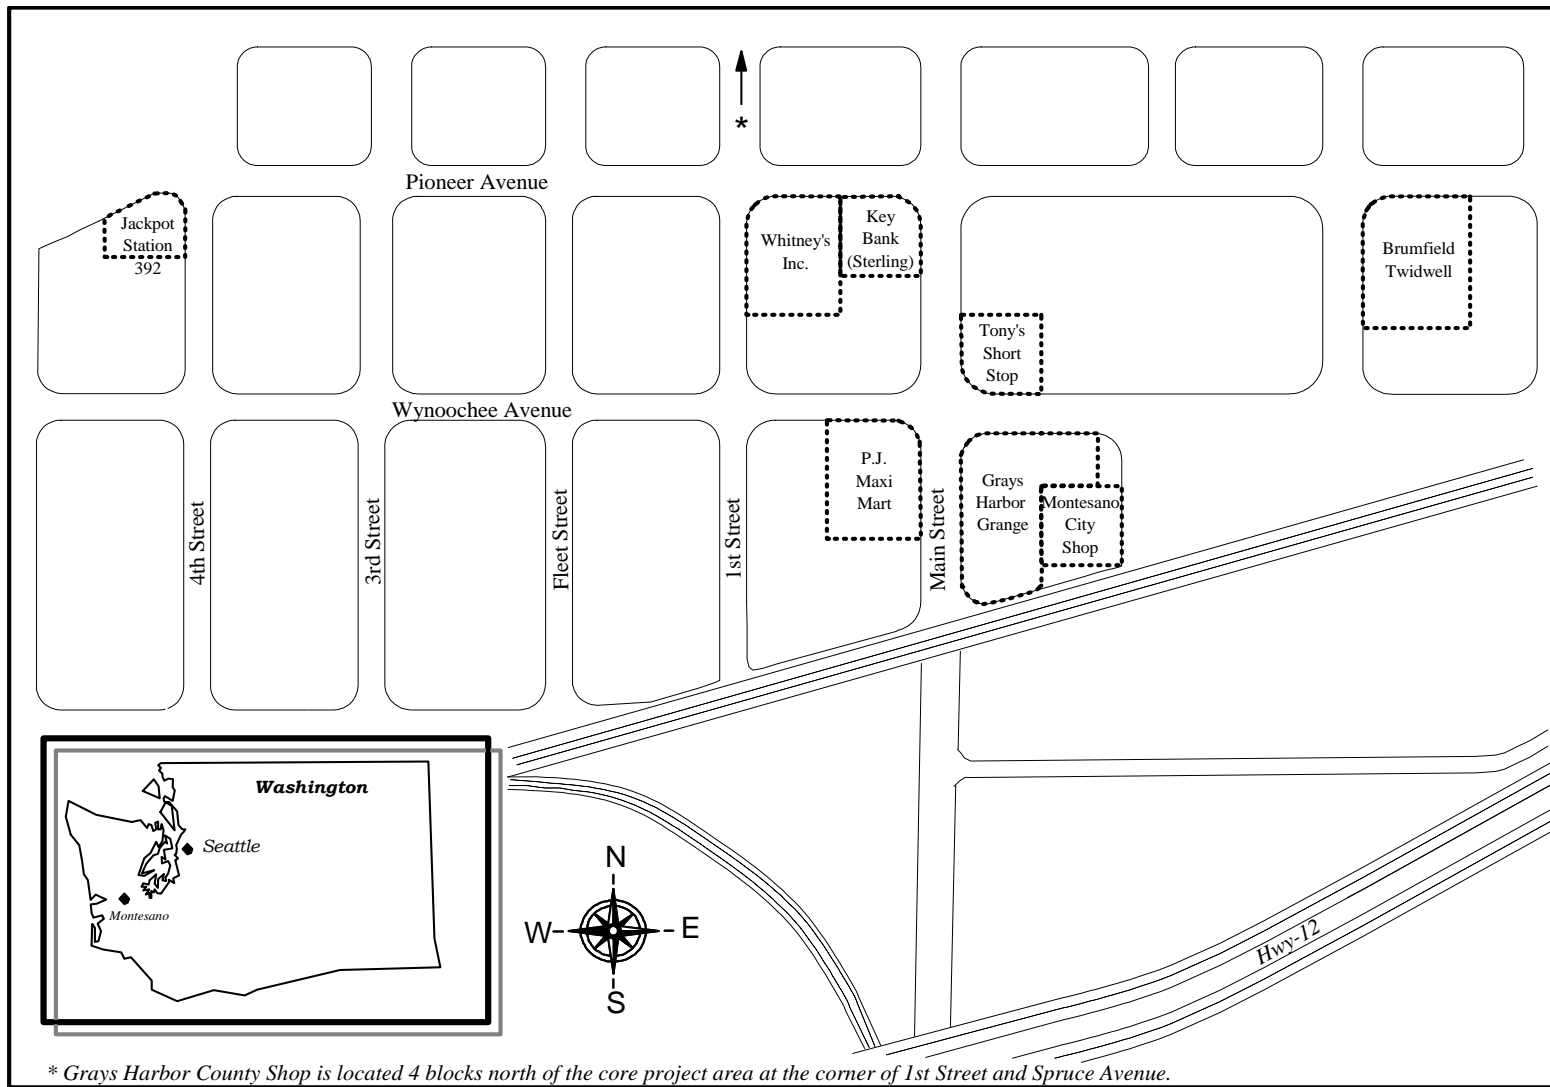 *
Pioneer Avenue
Jackpot
Station
392
Whitney's
Inc.
Key
Bank
(Sterling)
Brumfield
Twidwell
Tony's
Short
Stop
Wynoochee Avenue
P.J.
Maxi
Mart
Grays
Harbor
Grange
Montesano
City
Shop
4th Street
3rd Street
Fleet Street
1st Street
Main Street
Washington
Seattle
Montesano
N
W
E
S
Hwy-12
* Grays Harbor County Shop is located 4 blocks north of the core project area at the corner of 1st Street and Spruce Avenue.